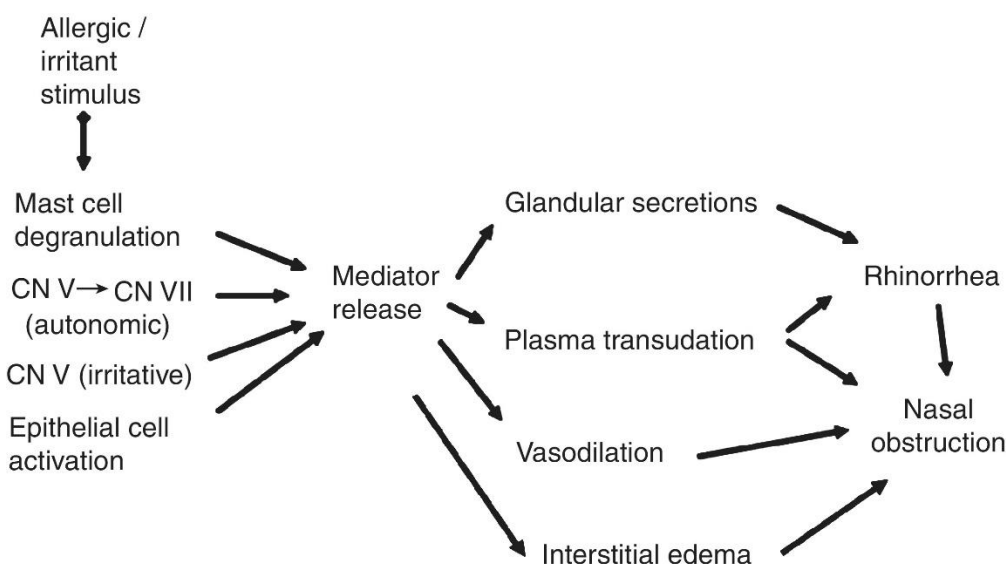 Allergic /
irritant
stimulus
Mast cell
degranulation
CN V→ CN VII
(autonomic)
CN V (irritative)
Epithelial cell
activation
Mediator
release
Glandular secretions
Plasma transudation
Vasodilation
Interstitial edema
Rhinorrhea
Nasal
obstruction